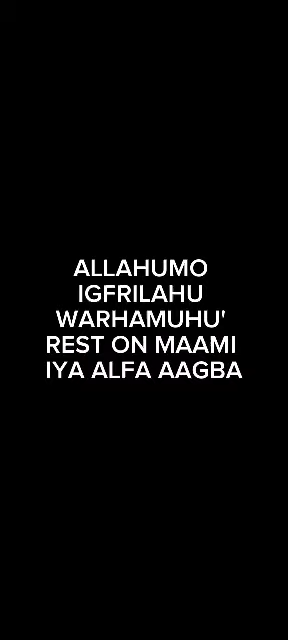 ALLAHUMO
IGFRILAHU
WARHAMUHU'
REST ON MAAMI
IYA ALFA AAGBA